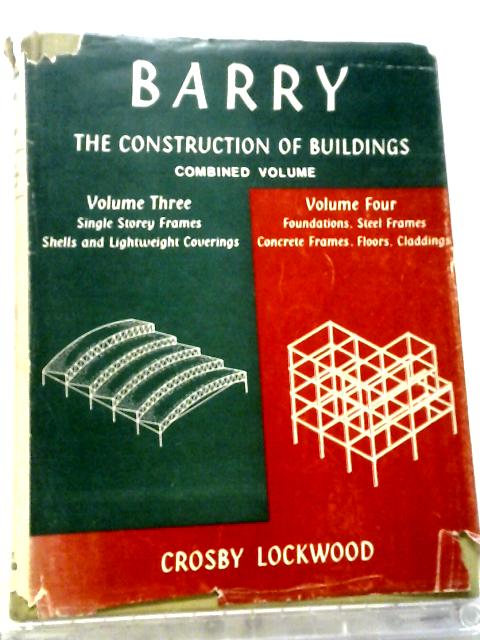 BARRY
THE CONSTRUCTION OF BUILDINGS
COMBINED VOLUME
Volume Three
Single Storey Frames
Shells and Lightweight Coverings
Volume Four
Foundations, Steel Frames
Concrete Frames, Floors, Claddings
CROSBY LOCKWOOD